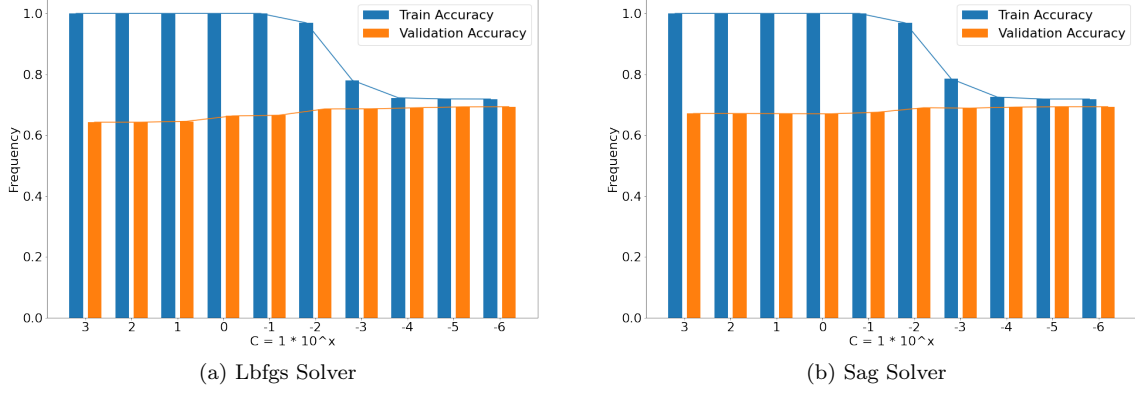 Train Accuracy
Validation Accuracy
Frequency
1.0
0.8
0.6
0.4
0.2
0.0
3 2 1 0 -1 -2 -3 -4 -5 -6
C = 1 * 10^x
(a) Lbfgs Solver
Train Accuracy
Validation Accuracy
Frequency
1.0
0.8
0.6
0.4
0.2
0.0
3 2 1 0 -1 -2 -3 -4 -5 -6
C = 1 * 10^x
(b) Sag Solver